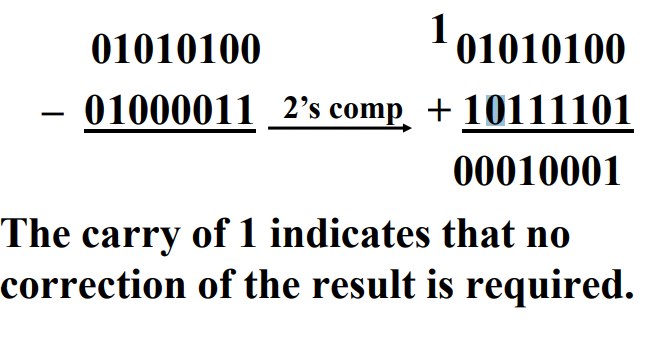 01010100 1 01010100
– 01000011 2's comp + 10111101
00010001
The carry of 1 indicates that no
correction of the result is required.